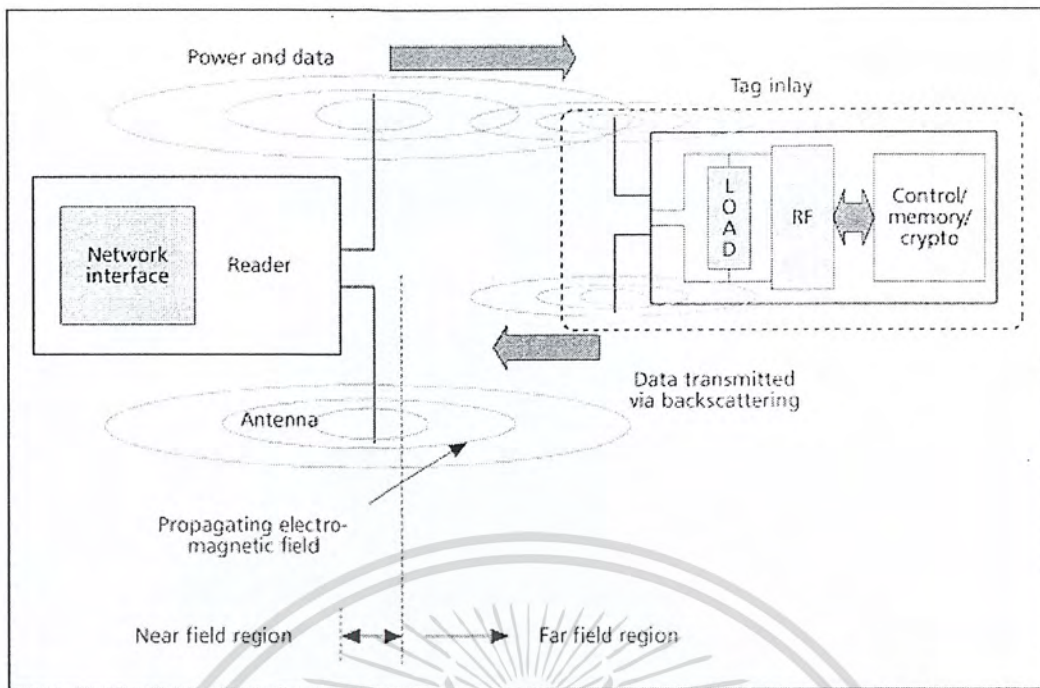 Power and data
Tag inlay
Network
interface
Reader
LOAD
RF
Control/
memory/
crypto
Data transmitted
via backscattering
Antenna
Propagating electro-
magnetic field
Near field region
Far field region